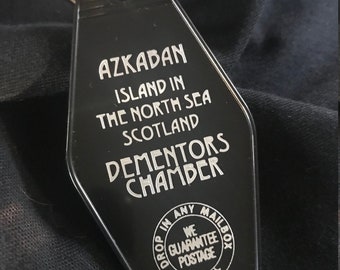 AZKABAN
ISLAND IN
THE NORTH SEA
SCOTLAND
DEMENTORS
CHAMBER
DROP IN ANY MAILBOX
WE
GUARANTEE
POSTAGE